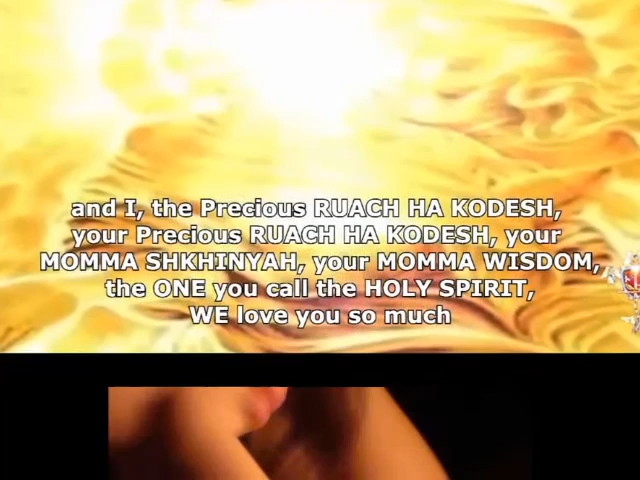 and I, the Precious RUACH HA KODESH,
your Precious RUACH HA KODESH, your
MOMMA SHKHINYAH, your MOMMA WISDOM,
the ONE you call the HOLY SPIRIT,
WE love you so much